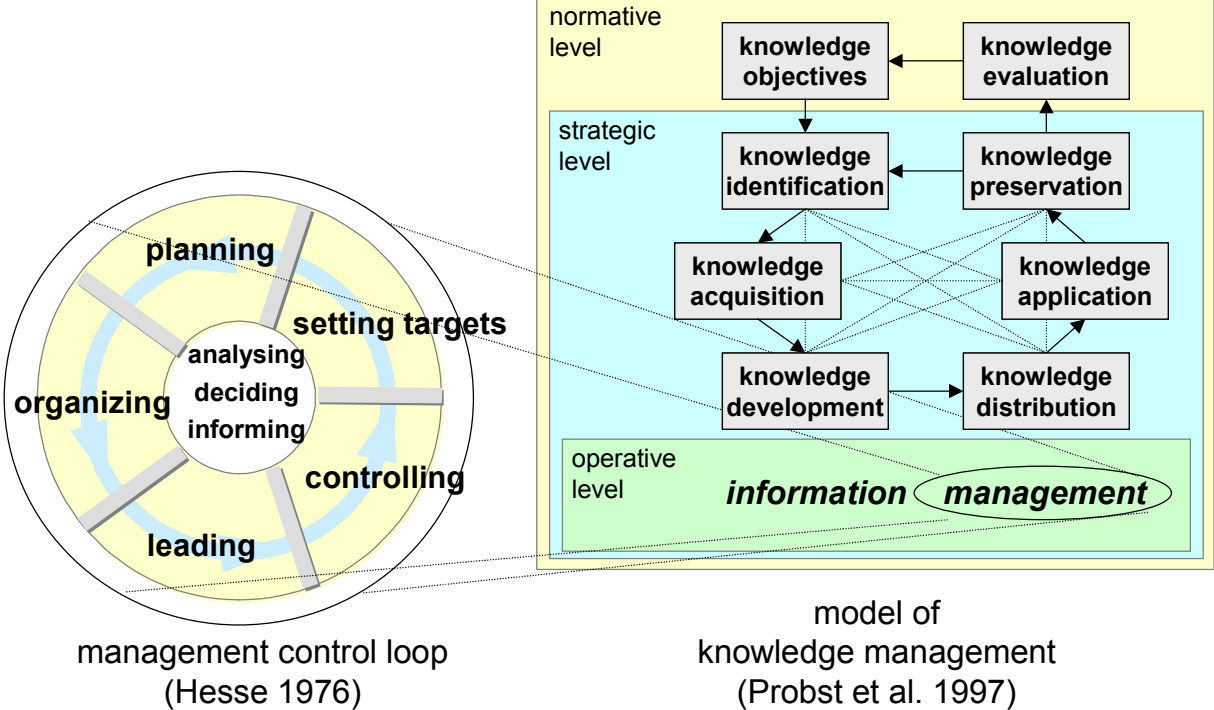 planning
setting targets
analysing
deciding
informing
organizing
controlling
leading
management control loop
(Hesse 1976)
normative
level
knowledge
objectives
knowledge
evaluation
strategic
level
knowledge
identification
knowledge
preservation
knowledge
acquisition
knowledge
application
knowledge
development
knowledge
distribution
operative
level
information management
model of
knowledge management
(Probst et al. 1997)